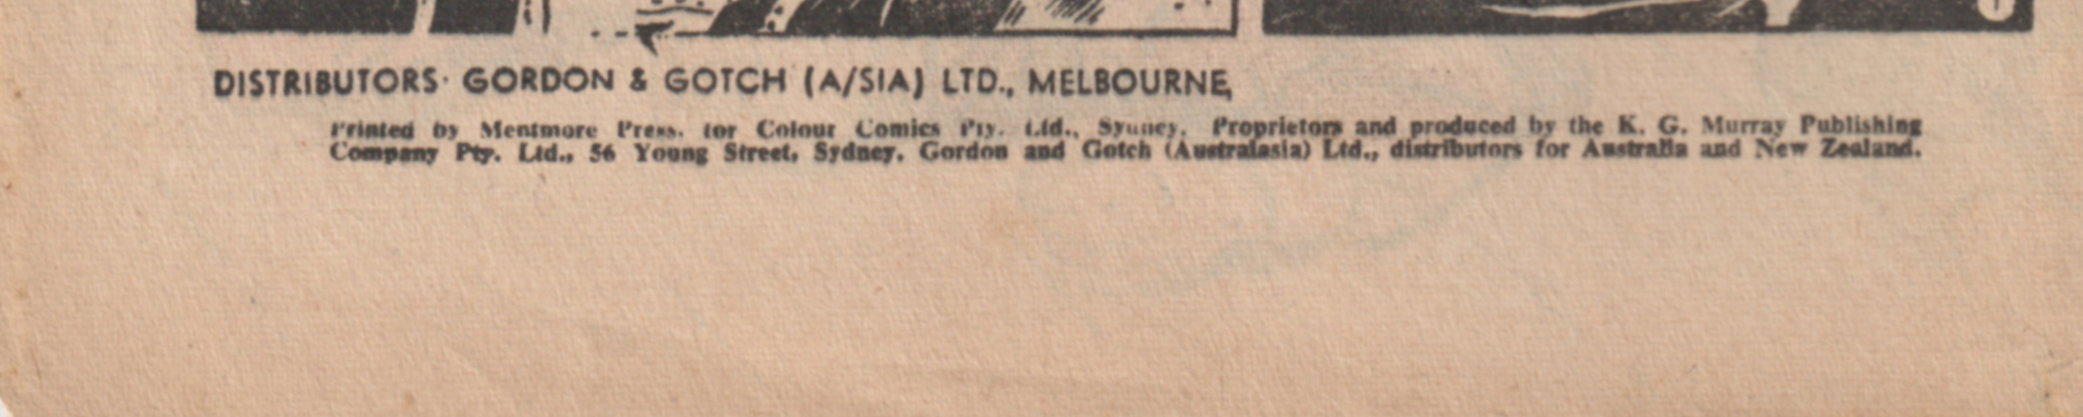 DISTRIBUTORS· GORDON & GOTCH (A/SIA) LTD., MELBOURNE,
Printed by Mentmore Press, for Colour Comics Pty. Ltd., Sydney. Proprietors and produced by the K. G. Murray Publishing
Company Pty. Ltd., 56 Young Street, Sydney. Gordon and Gotch (Australasia) Ltd., distributors for Australia and New Zealand.